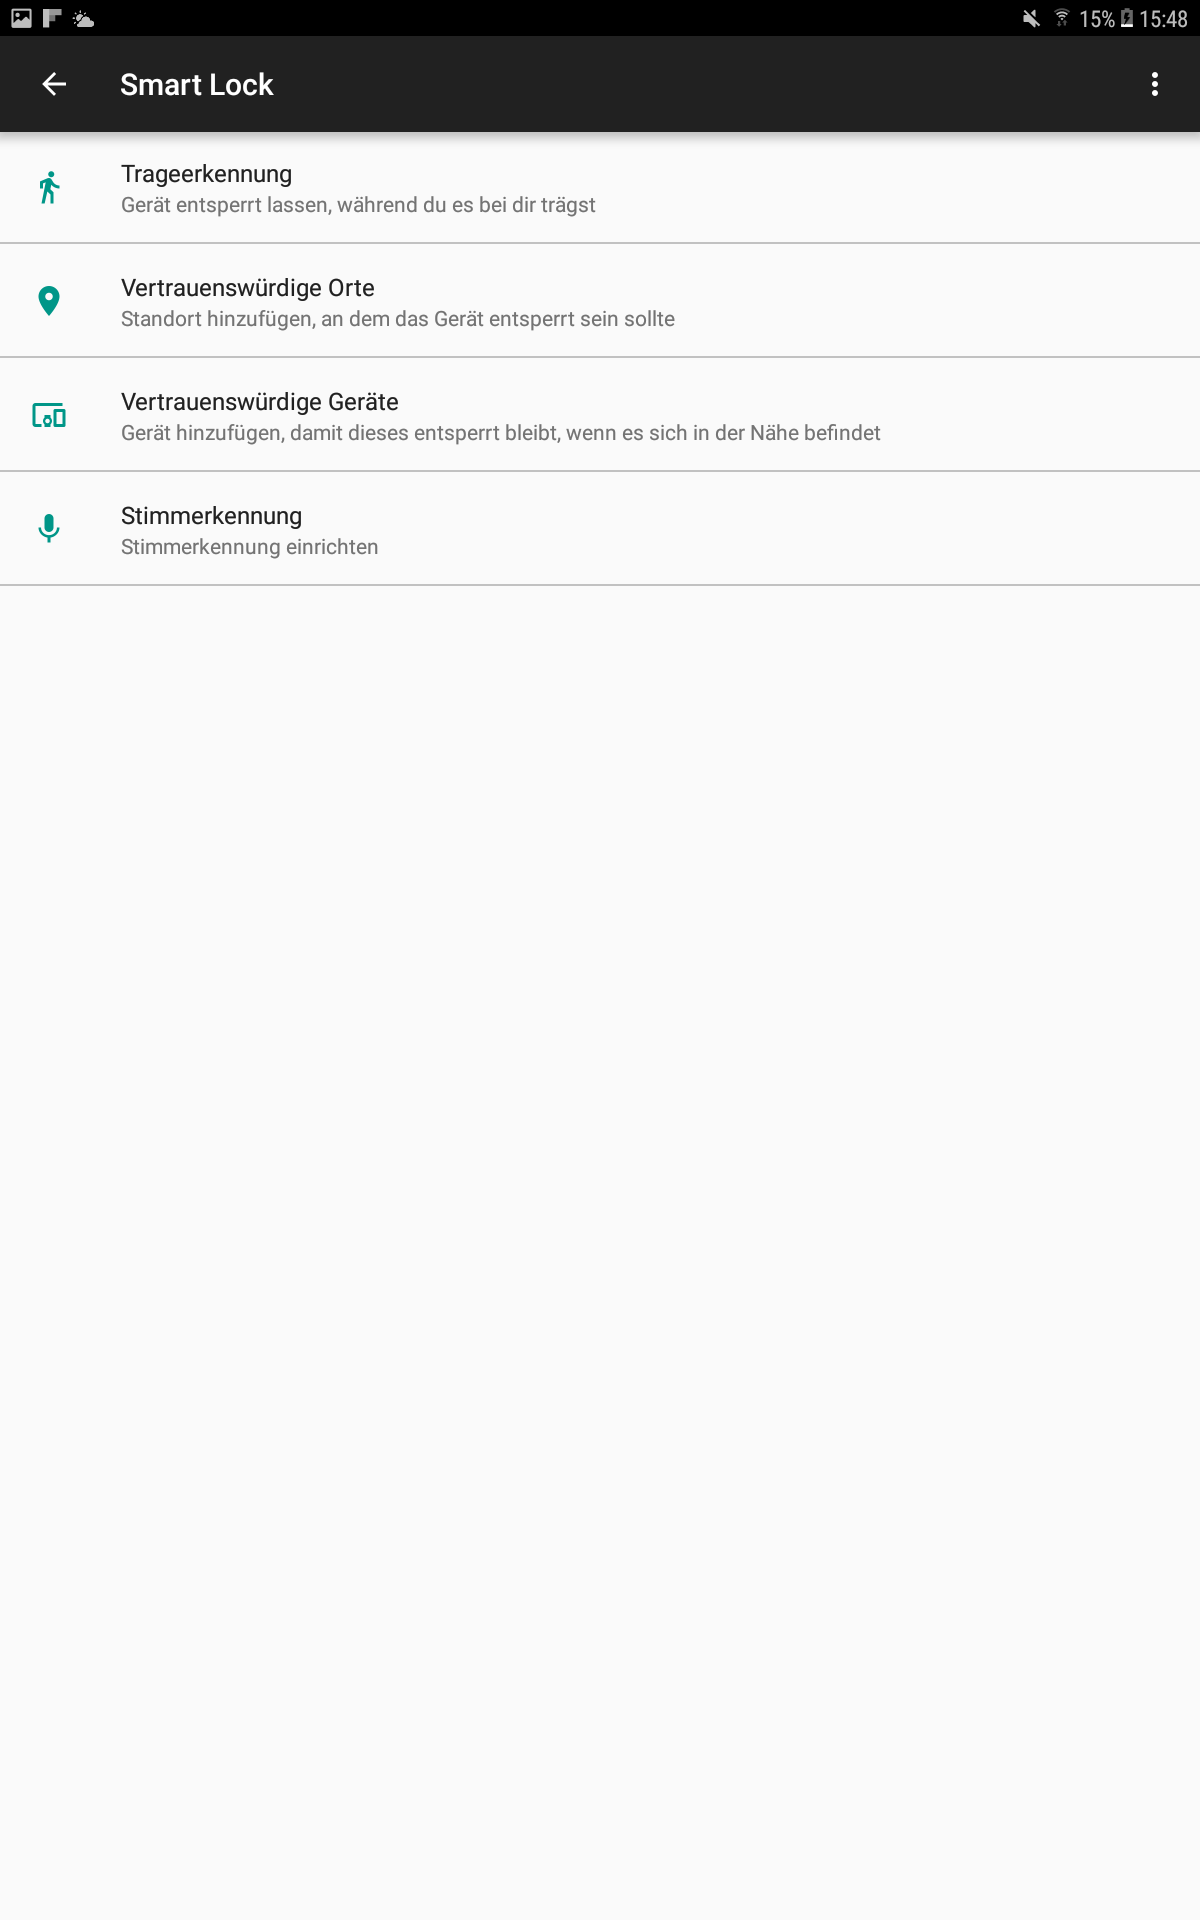 15% 15:48
Smart Lock
Trageerkennung
Gerät entsperrt lassen, während du es bei dir trägst
Vertrauenswürdige Orte
Standort hinzufügen, an dem das Gerät entsperrt sein sollte
Vertrauenswürdige Geräte
Gerät hinzufügen, damit dieses entsperrt bleibt, wenn es sich in der Nähe befindet
Stimmerkennung
Stimmerkennung einrichten